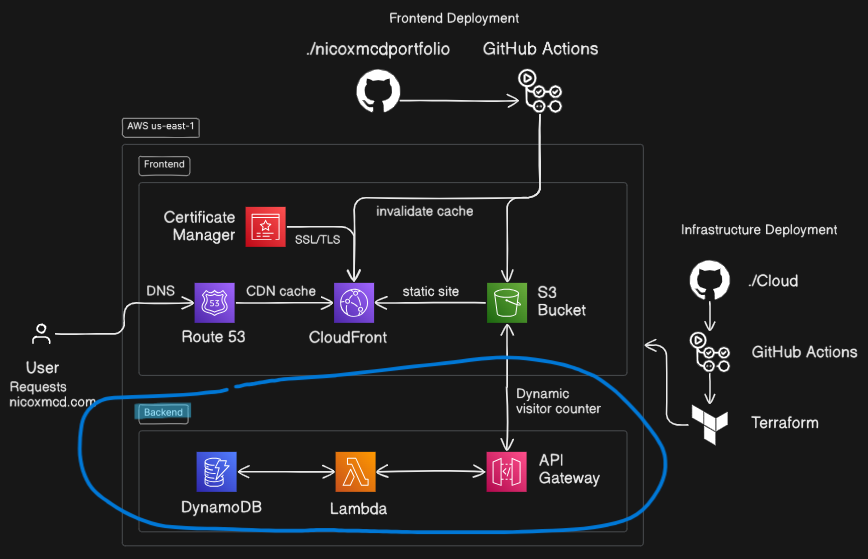 Frontend Deployment
./nicoxmcdportfolio
GitHub Actions
AWS us-east-1
Frontend
Certificate
Manager
SSL/TLS
invalidate cache
DNS
53
Route 53
CDN cache
CloudFront
static site
S3
Bucket
User
Requests
nicoxmcd.com
Infrastructure Deployment
./Cloud
GitHub Actions
Terraform
Dynamic
visitor counter
Backend
DynamoDB
Lambda
API
Gateway